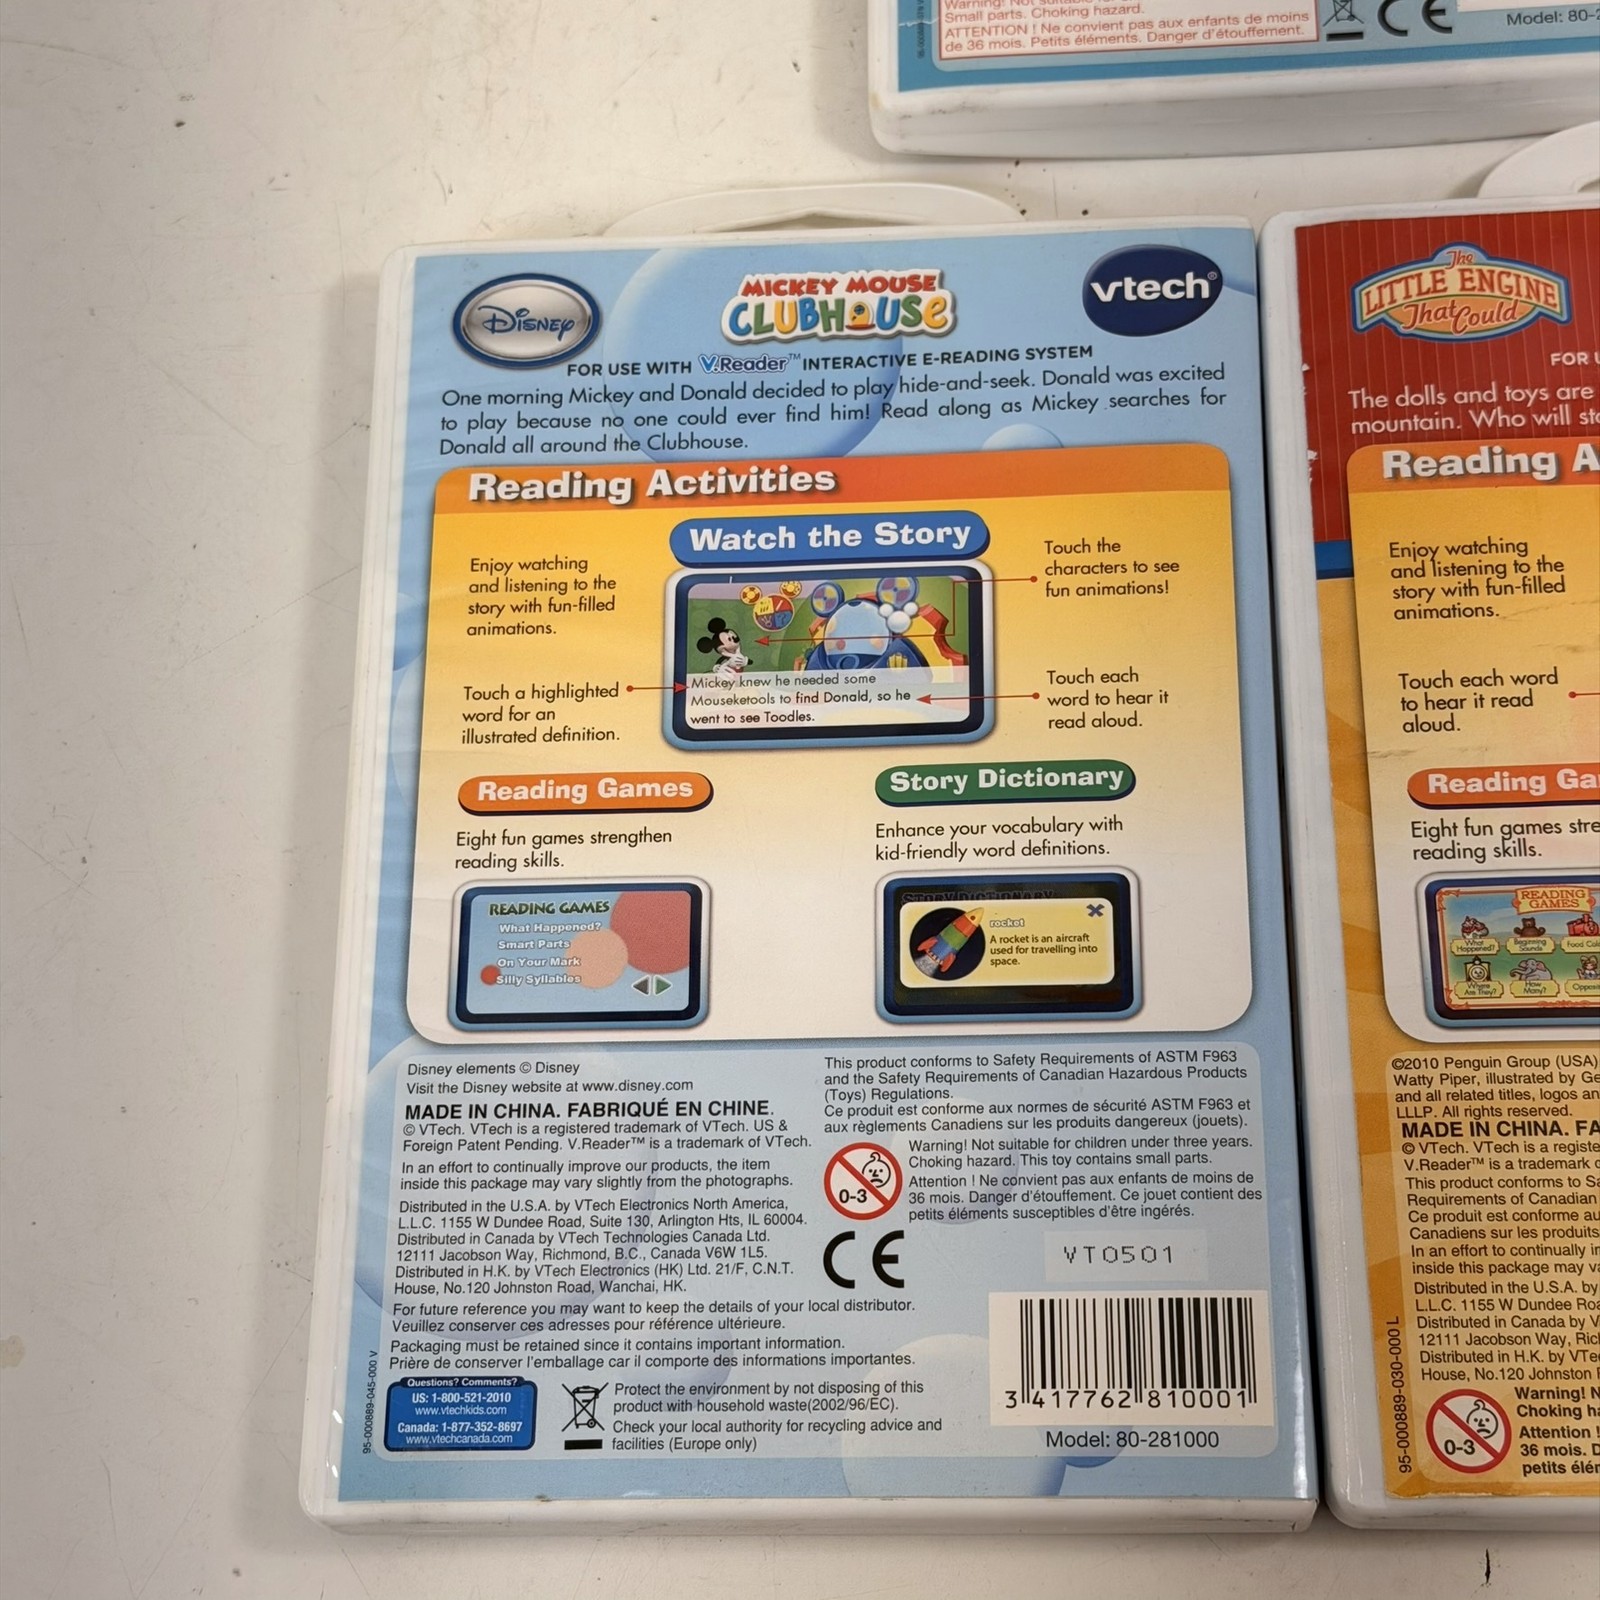 Warning! Not suitable for
Small parts. Choking hazard.
ATTENTION ! Ne convient pas aux enfants de moins
de 36 mois. Petits éléments. Danger d'étouffement.
CE
Model: 80-2
Disney
MICKEY MOUSE
CLUBHOUSE
vtech®
FOR USE WITH V.Reader™ INTERACTIVE E-READING SYSTEM
One morning Mickey and Donald decided to play hide-and-seek. Donald was excited
to play because no one could ever find him! Read along as Mickey searches for
Donald all around the Clubhouse.
Reading Activities
Watch the Story
Enjoy watching
and listening to the
story with fun-filled
animations.
Touch the
characters to see
fun animations!
Touch a highlighted
word for an
illustrated definition.
Mickey knew he needed some
Mouseketools to find Donald, so he
went to see Toodles.
Touch each
word to hear it
read aloud.
Reading Games
Eight fun games strengthen
reading skills.
READING GAMES
What Happened?
Smart Parts
On Your Mark
Silly Syllables
Story Dictionary
Enhance your vocabulary with
kid-friendly word definitions.
STORY DICTIONARY
rocket
A rocket is an aircraft
used for travelling into
space.
Disney elements © Disney
Visit the Disney website at www.disney.com
MADE IN CHINA. FABRIQUÉ EN CHINE.
© VTech. VTech is a registered trademark of VTech. US &
Foreign Patent Pending. V.Reader™ is a trademark of VTech.
In an effort to continually improve our products, the item
inside this package may vary slightly from the photographs.
Distributed in the U.S.A. by VTech Electronics North America,
L.L.C. 1155 W Dundee Road, Suite 130, Arlington Hts, IL 60004.
Distributed in Canada by VTech Technologies Canada Ltd.
12111 Jacobson Way, Richmond, B.C., Canada V6W 1L5.
Distributed in H.K. by VTech Electronics (HK) Ltd. 21/F, C.N.T.
House, No.120 Johnston Road, Wanchai, HK.
For future reference you may want to keep the details of your local distributor.
Veuillez conserver ces adresses pour référence ultérieure.
Packaging must be retained since it contains important information.
Prière de conserver l'emballage car il comporte des informations importantes.
95-000889-045-000 V
Questions? Comments?
US: 1-800-521-2010
www.vtechkids.com
Canada: 1-877-352-8697
www.vtechcanada.com
Protect the environment by not disposing of this
product with household waste(2002/96/EC).
Check your local authority for recycling advice and
facilities (Europe only)
This product conforms to Safety Requirements of ASTM F963
and the Safety Requirements of Canadian Hazardous Products
(Toys) Regulations.
Ce produit est conforme aux normes de sécurité ASTM F963 et
aux règlements Canadiens sur les produits dangereux (jouets).
0-3
Warning! Not suitable for children under three years.
Choking hazard. This toy contains small parts.
Attention ! Ne convient pas aux enfants de moins de
36 mois. Danger d'étouffement. Ce jouet contient des
petits éléments susceptibles d'être ingérés.
CE
VT0501
3 417762 810001
Model: 80-281000
The
LITTLE ENGINE
That Could
FOR U
The dolls and toys are
mountain. Who will sto
Reading A
Enjoy watching
and listening to the
story with fun-filled
animations.
Touch each word
to hear it read
aloud.
Reading Ga
Eight fun games stre
reading skills.
READING
GAMES
What
Happened?
Beginning
Sounds
Food Col
Where
Are They?
How
Many?
Opposi
©2010 Penguin Group (USA)
Watty Piper, illustrated by Ge
and all related titles, logos an
LLLP. All rights reserved.
MADE IN CHINA. FA
© VTech. VTech is a registe
V.Reader™ is a trademark o
This product conforms to Sa
Requirements of Canadian
Ce produit est conforme au
Canadiens sur les produits
In an effort to continually i
inside this package may va
Distributed in the U.S.A. by
L.L.C. 1155 W Dundee Roa
Distributed in Canada by V
12111 Jacobson Way, Rich
Distributed in H.K. by VTe
House, No.120 Johnston
95-000889-030-000 L
0-3
Warning! N
Choking ha
Attention !
36 mois. D
petits élé